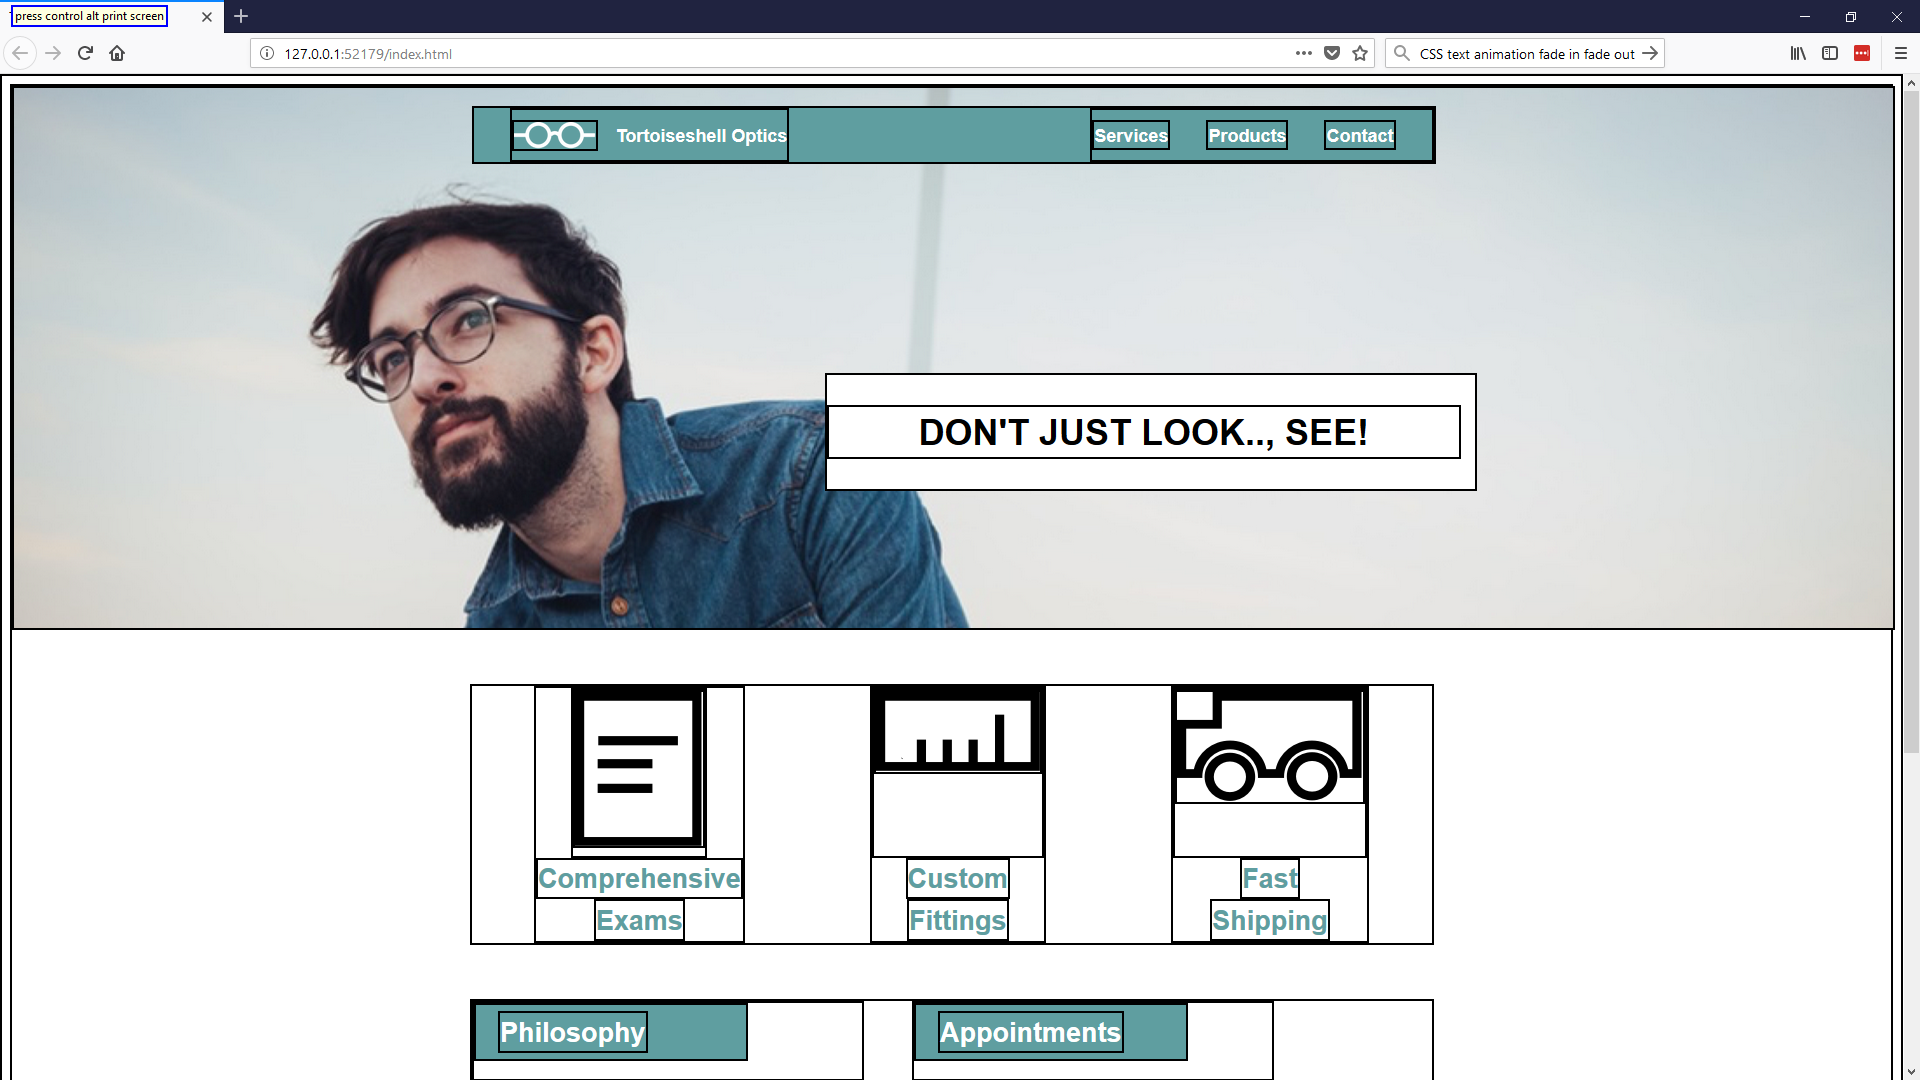 press control alt print screen
127.0.0.1:52179/index.html
CSS text animation fade in fade out
Tortoiseshell Optics
Services
Products
Contact
DON'T JUST LOOK.., SEE!
Comprehensive
Exams
Custom
Fittings
Fast
Shipping
Philosophy
Appointments